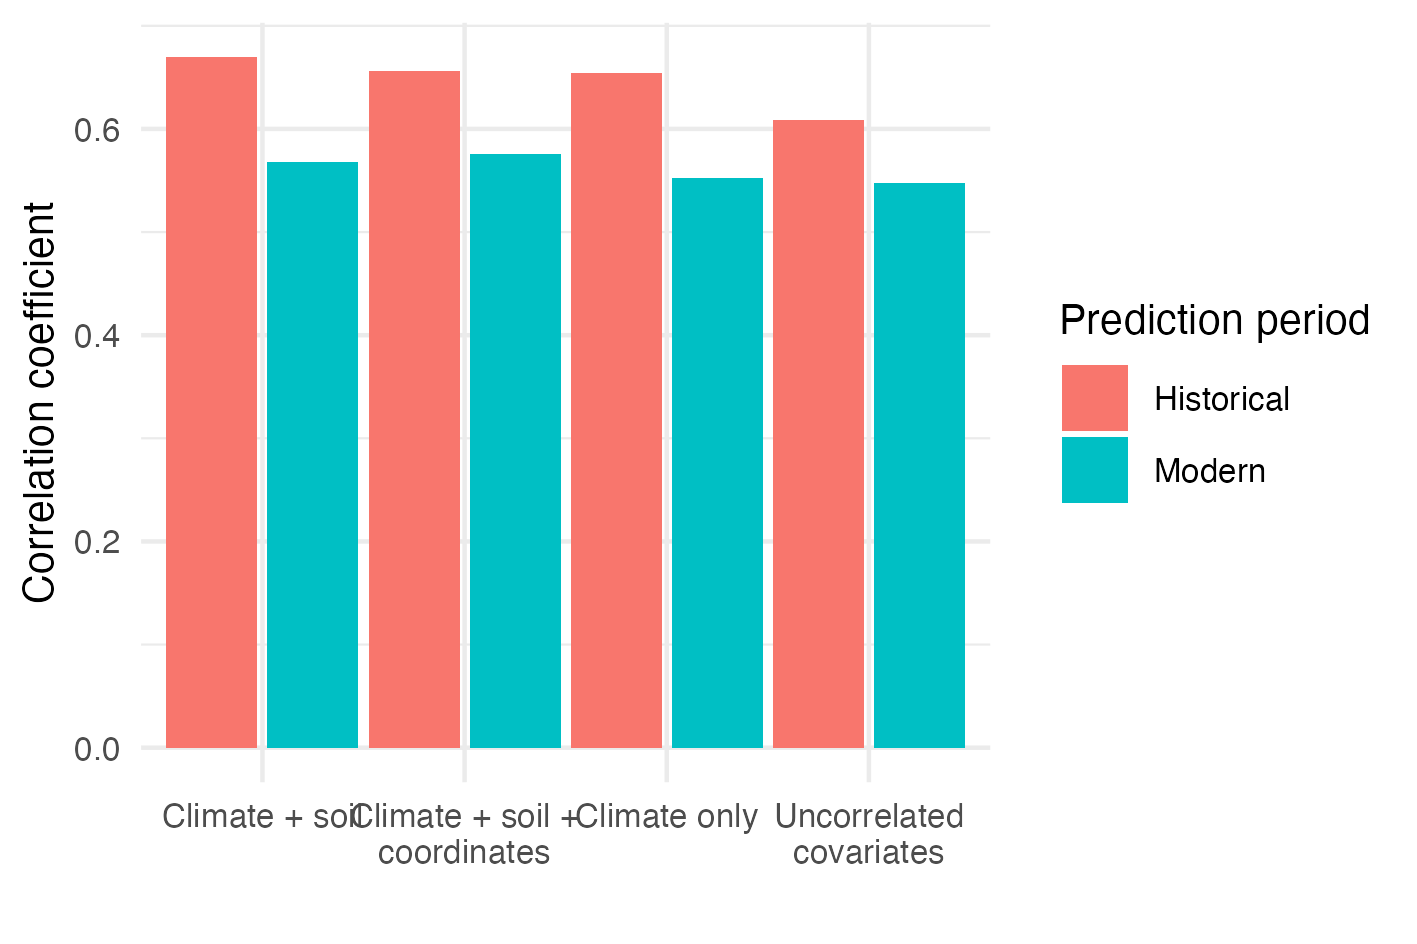 Correlation coefficient
0.6
0.4
0.2
0.0
Climate + soil
Climate + soil +
coordinates
Climate only
Uncorrelated
covariates
Prediction period
Historical
Modern